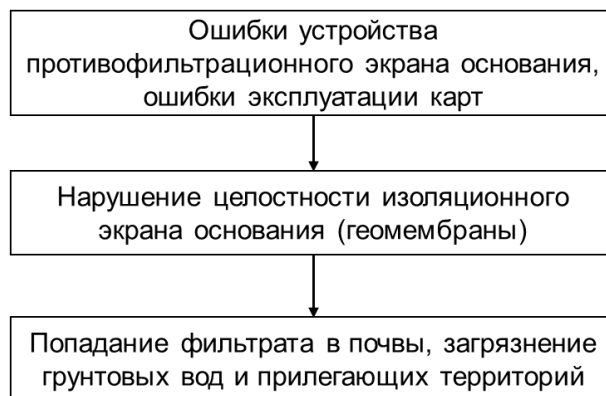 Ошибки устройства
противофильтрационного экрана основания,
ошибки эксплуатации карт
Нарушение целостности изоляционного
экрана основания (геомембраны)
Попадание фильтрата в почвы, загрязнение
грунтовых вод и прилегающих территорий